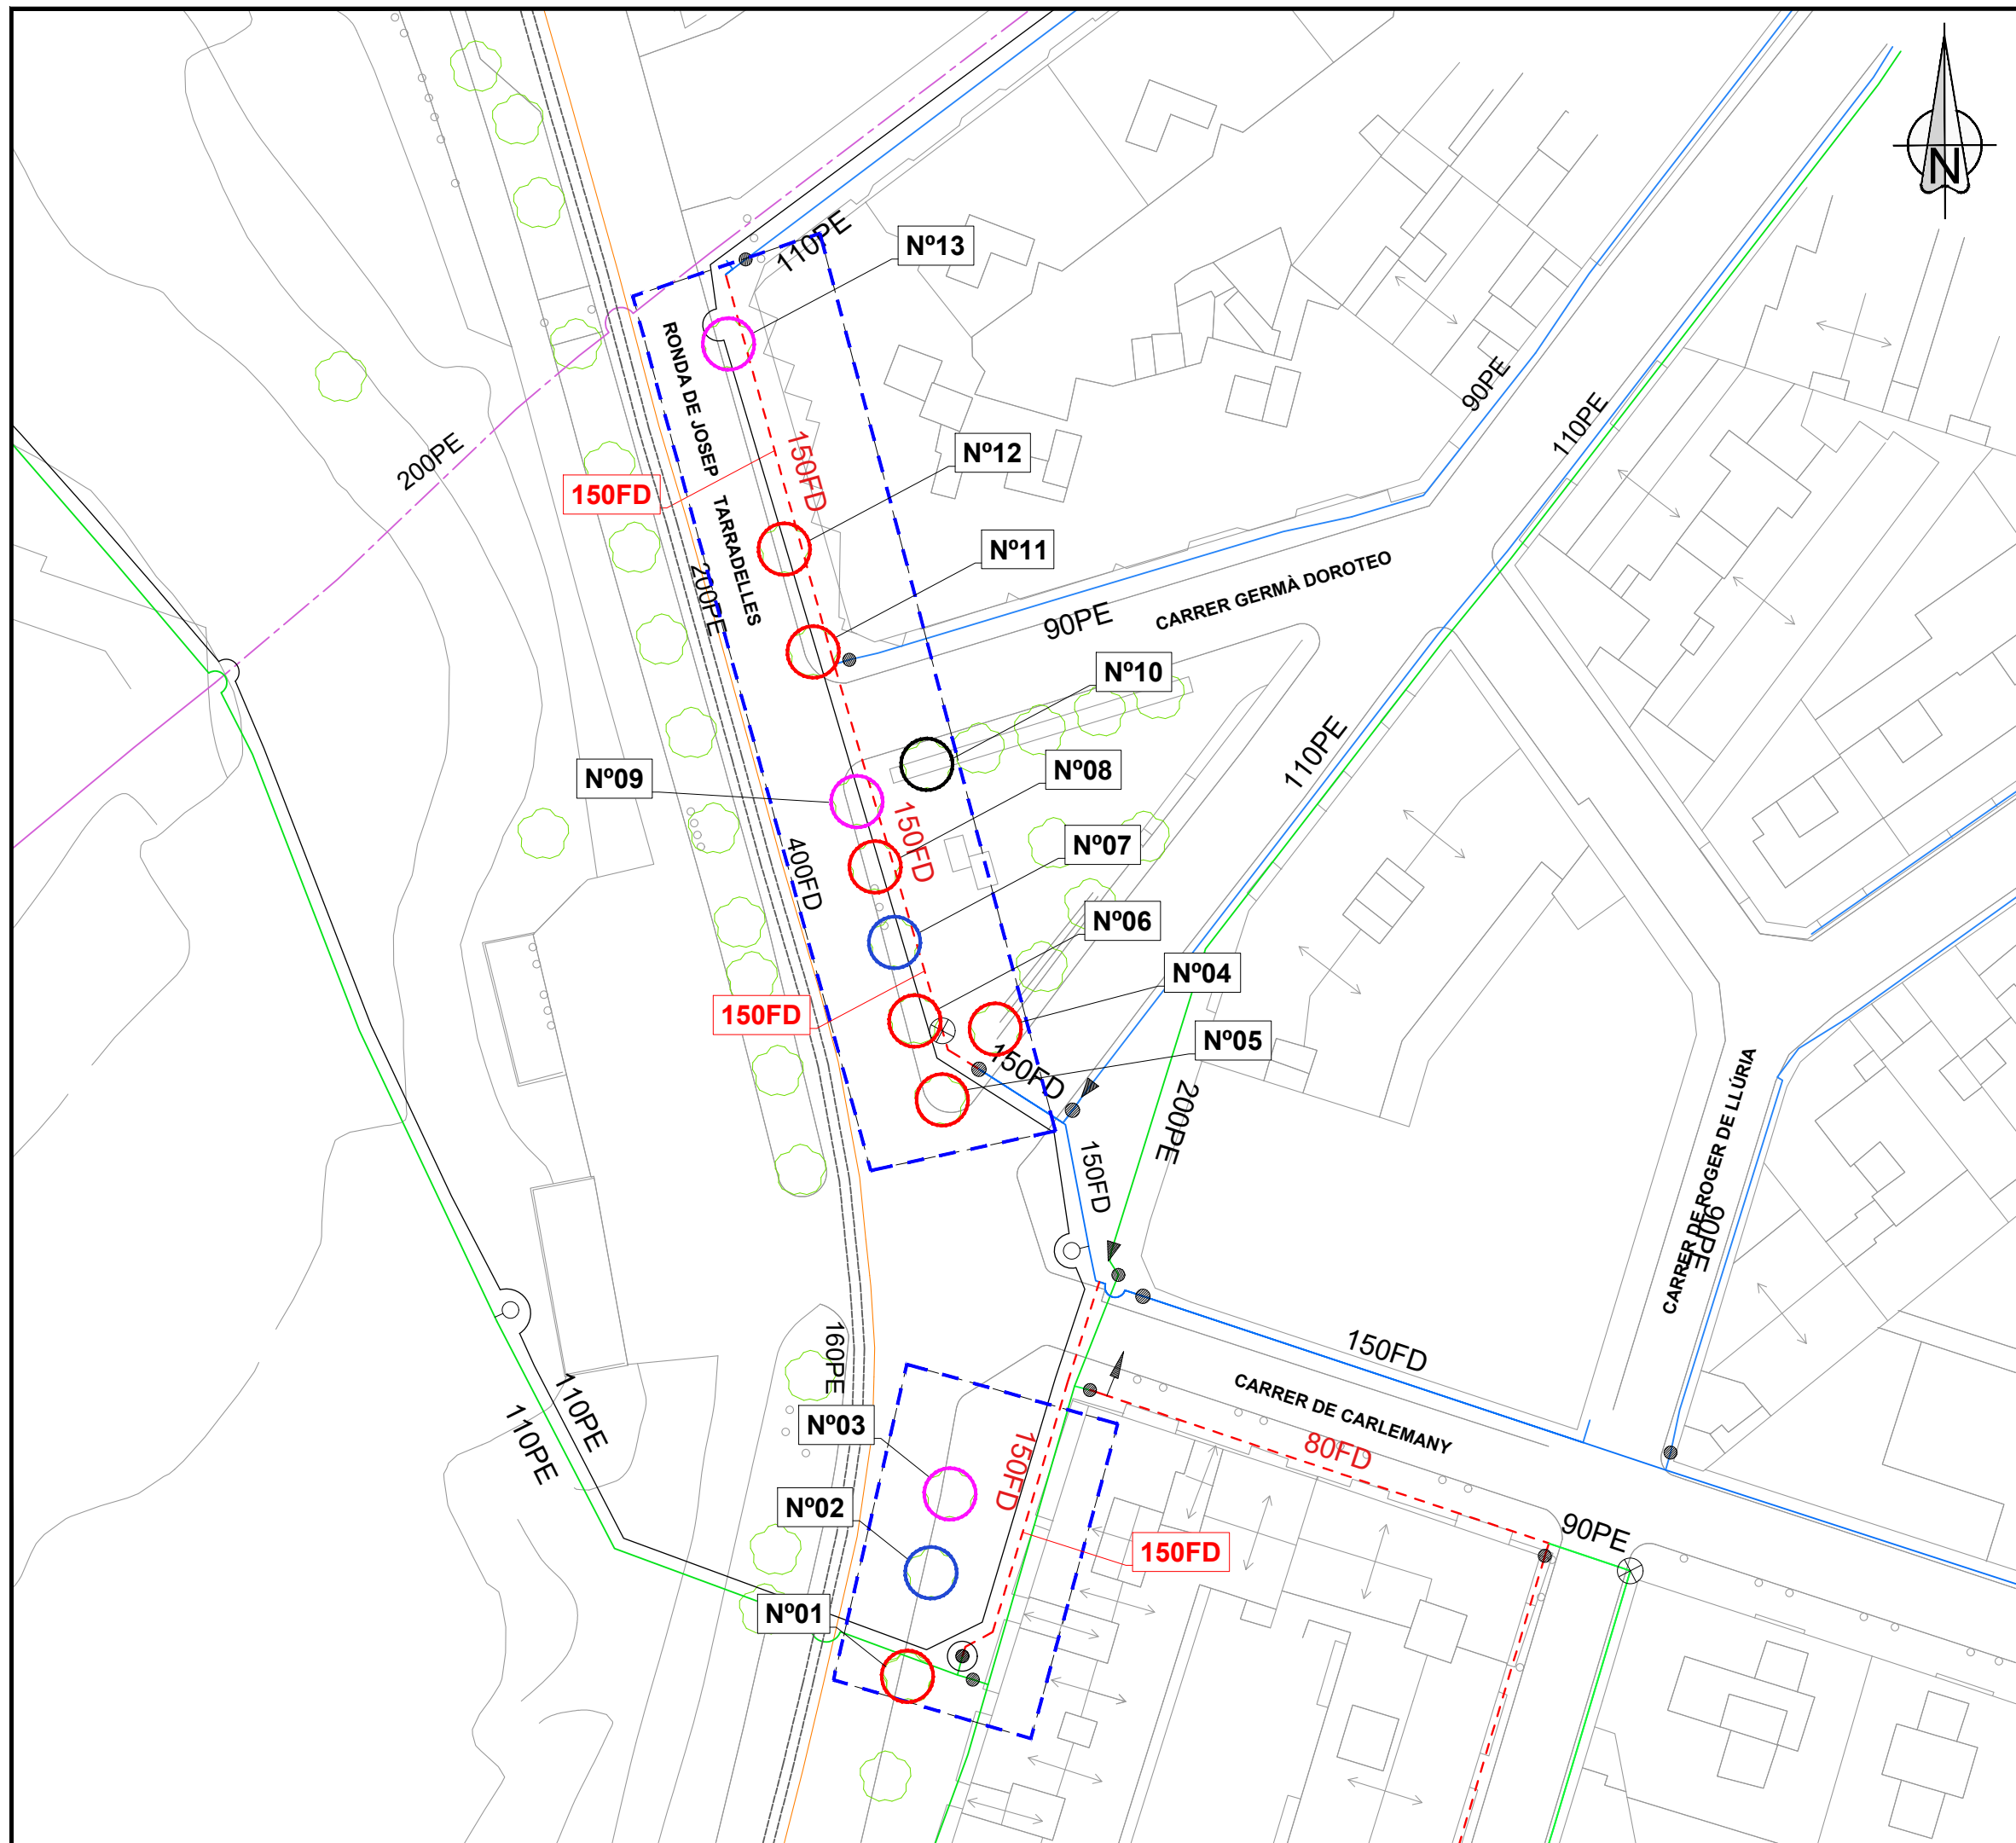 N
110PE
Nº13
RONDA DE JOSEP TARRADELLES
90PE
110PE
200PE
150FD
Nº12
150FD
Nº11
200PE
90PE
CARRER GERMÀ DOROTEO
Nº10
110PE
Nº09
Nº08
400FD
150FD
Nº07
Nº06
150FD
Nº04
Nº05
150FD
200PE
150FD
CARRER DE ROGER DE LLÚRIA
90PE
160PE
150FD
110PE
110PE
CARRER DE CARLEMANY
Nº03
150FD
80FD
Nº02
90PE
150FD
Nº01